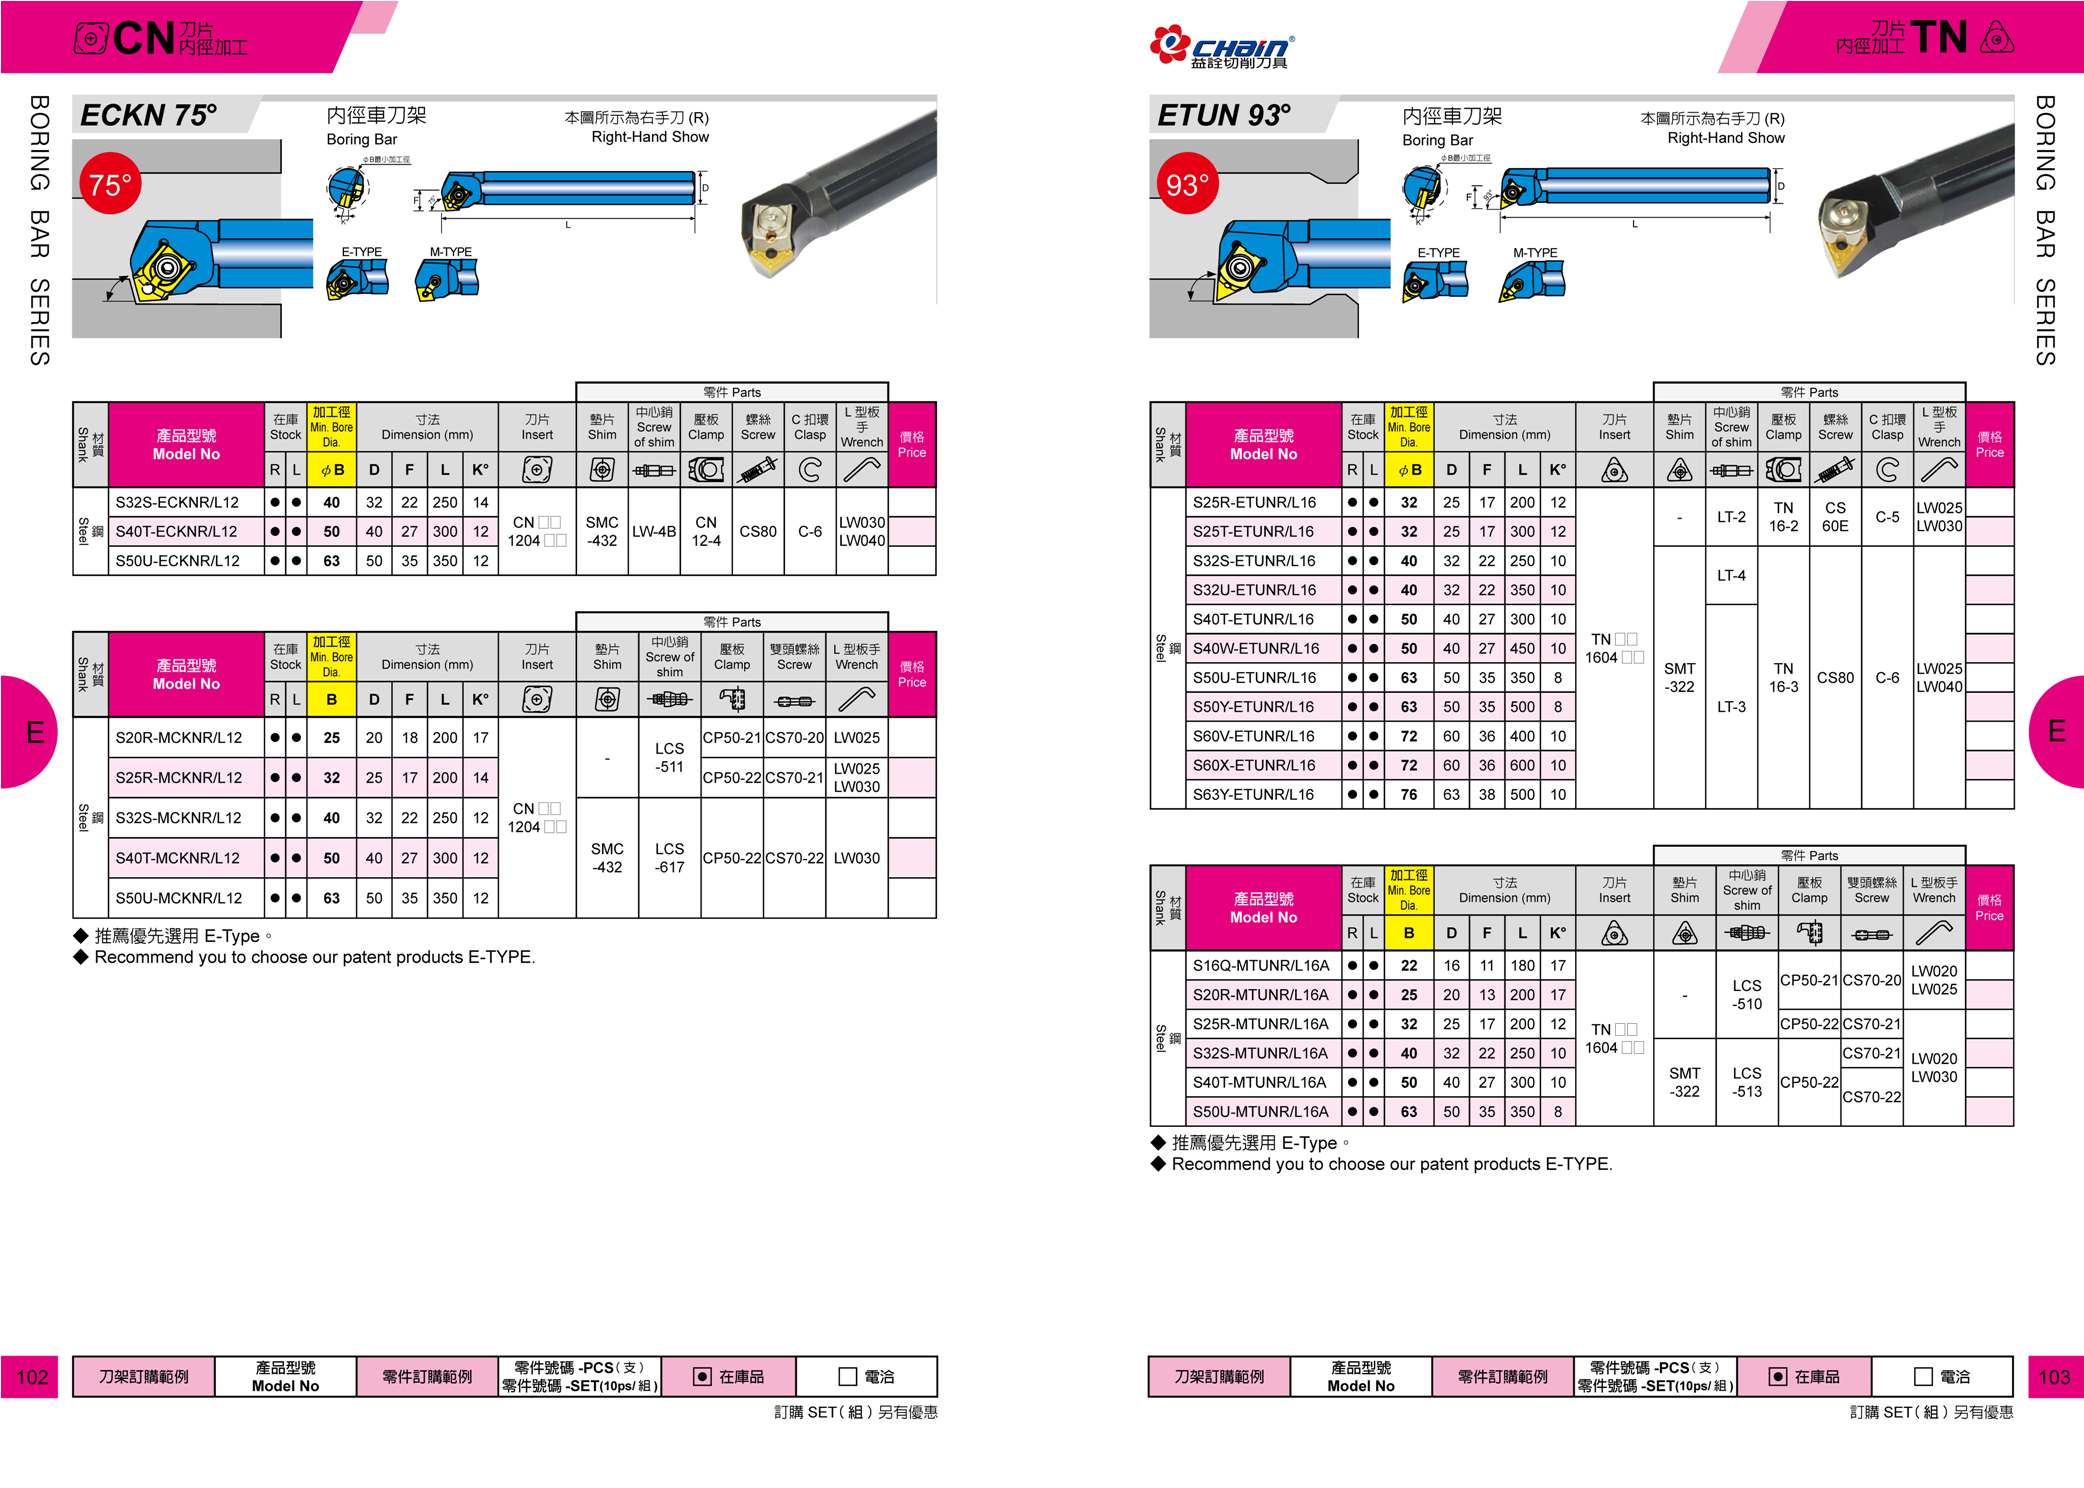 CN 刀片
內徑加工
BORING BAR SERIES
ECKN 75°
75°
內徑車刀架
Boring Bar
本圖所示為右手刀 (R)
Right-Hand Show
φB最小加工徑
K°
F
D
L
E-TYPE
M-TYPE
零件 Parts
材質 Shank
產品型號 Model No
在庫 Stock
加工徑 Min. Bore Dia.
寸法 Dimension (mm)
刀片 Insert
墊片 Shim
中心銷 Screw of shim
壓板 Clamp
螺絲 Screw
C 扣環 Clasp
L 型板手 Wrench
價格 Price
R L φB D F L K°
鋼 Steel
S32S-ECKNR/L12 ● ● 40 32 22 250 14
S40T-ECKNR/L12 ● ● 50 40 27 300 12
S50U-ECKNR/L12 ● ● 63 50 35 350 12
CN □□ 1204 □□
SMC -432
LW-4B
CN 12-4
CS80
C-6
LW030 LW040
零件 Parts
材質 Shank
產品型號 Model No
在庫 Stock
加工徑 Min. Bore Dia.
寸法 Dimension (mm)
刀片 Insert
墊片 Shim
中心銷 Screw of shim
壓板 Clamp
雙頭螺絲 Screw
L 型板手 Wrench
價格 Price
R L B D F L K°
鋼 Steel
S20R-MCKNR/L12 ● ● 25 20 18 200 17
S25R-MCKNR/L12 ● ● 32 25 17 200 14
S32S-MCKNR/L12 ● ● 40 32 22 250 12
S40T-MCKNR/L12 ● ● 50 40 27 300 12
S50U-MCKNR/L12 ● ● 63 50 35 350 12
CN □□ 1204 □□
-
LCS -511
CP50-21 CS70-20 LW025
CP50-22 CS70-21 LW025 LW030
SMC -432
LCS -617
CP50-22 CS70-22 LW030
◆ 推薦優先選用 E-Type。
◆ Recommend you to choose our patent products E-TYPE.
E
102
刀架訂購範例
產品型號 Model No
零件訂購範例
零件號碼 -PCS(支)
零件號碼 -SET(10ps/組)
在庫品
電洽
訂購 SET(組)另有優惠
eCHAIN®
益詮切削刀具
刀片
內徑加工 TN
BORING BAR SERIES
ETUN 93°
93°
內徑車刀架
Boring Bar
本圖所示為右手刀 (R)
Right-Hand Show
φB最小加工徑
K°
F
93°
D
L
E-TYPE
M-TYPE
零件 Parts
材質 Shank
產品型號 Model No
在庫 Stock
加工徑 Min. Bore Dia.
寸法 Dimension (mm)
刀片 Insert
墊片 Shim
中心銷 Screw of shim
壓板 Clamp
螺絲 Screw
C 扣環 Clasp
L 型板手 Wrench
價格 Price
R L φB D F L K°
鋼 Steel
S25R-ETUNR/L16 ● ● 32 25 17 200 12
S25T-ETUNR/L16 ● ● 32 25 17 300 12
S32S-ETUNR/L16 ● ● 40 32 22 250 10
S32U-ETUNR/L16 ● ● 40 32 22 350 10
S40T-ETUNR/L16 ● ● 50 40 27 300 10
S40W-ETUNR/L16 ● ● 50 40 27 450 10
S50U-ETUNR/L16 ● ● 63 50 35 350 8
S50Y-ETUNR/L16 ● ● 63 50 35 500 8
S60V-ETUNR/L16 ● ● 72 60 36 400 10
S60X-ETUNR/L16 ● ● 72 60 36 600 10
S63Y-ETUNR/L16 ● ● 76 63 38 500 10
TN □□ 1604 □□
-
LT-2
TN 16-2
CS 60E
C-5
LW025 LW030
SMT -322
LT-4
LT-3
TN 16-3
CS80
C-6
LW025 LW040
零件 Parts
材質 Shank
產品型號 Model No
在庫 Stock
加工徑 Min. Bore Dia.
寸法 Dimension (mm)
刀片 Insert
墊片 Shim
中心銷 Screw of shim
壓板 Clamp
雙頭螺絲 Screw
L 型板手 Wrench
價格 Price
R L B D F L K°
鋼 Steel
S16Q-MTUNR/L16A ● ● 22 16 11 180 17
S20R-MTUNR/L16A ● ● 25 20 13 200 17
S25R-MTUNR/L16A ● ● 32 25 17 200 12
S32S-MTUNR/L16A ● ● 40 32 22 250 10
S40T-MTUNR/L16A ● ● 50 40 27 300 10
S50U-MTUNR/L16A ● ● 63 50 35 350 8
TN □□ 1604 □□
-
LCS -510
CP50-21 CS70-20
LW020 LW025
CP50-22 CS70-21
SMT -322
LCS -513
CP50-22
CS70-21
CS70-22
LW020 LW030
◆ 推薦優先選用 E-Type。
◆ Recommend you to choose our patent products E-TYPE.
E
刀架訂購範例
產品型號 Model No
零件訂購範例
零件號碼 -PCS(支)
零件號碼 -SET(10ps/組)
在庫品
電洽
103
訂購 SET(組)另有優惠